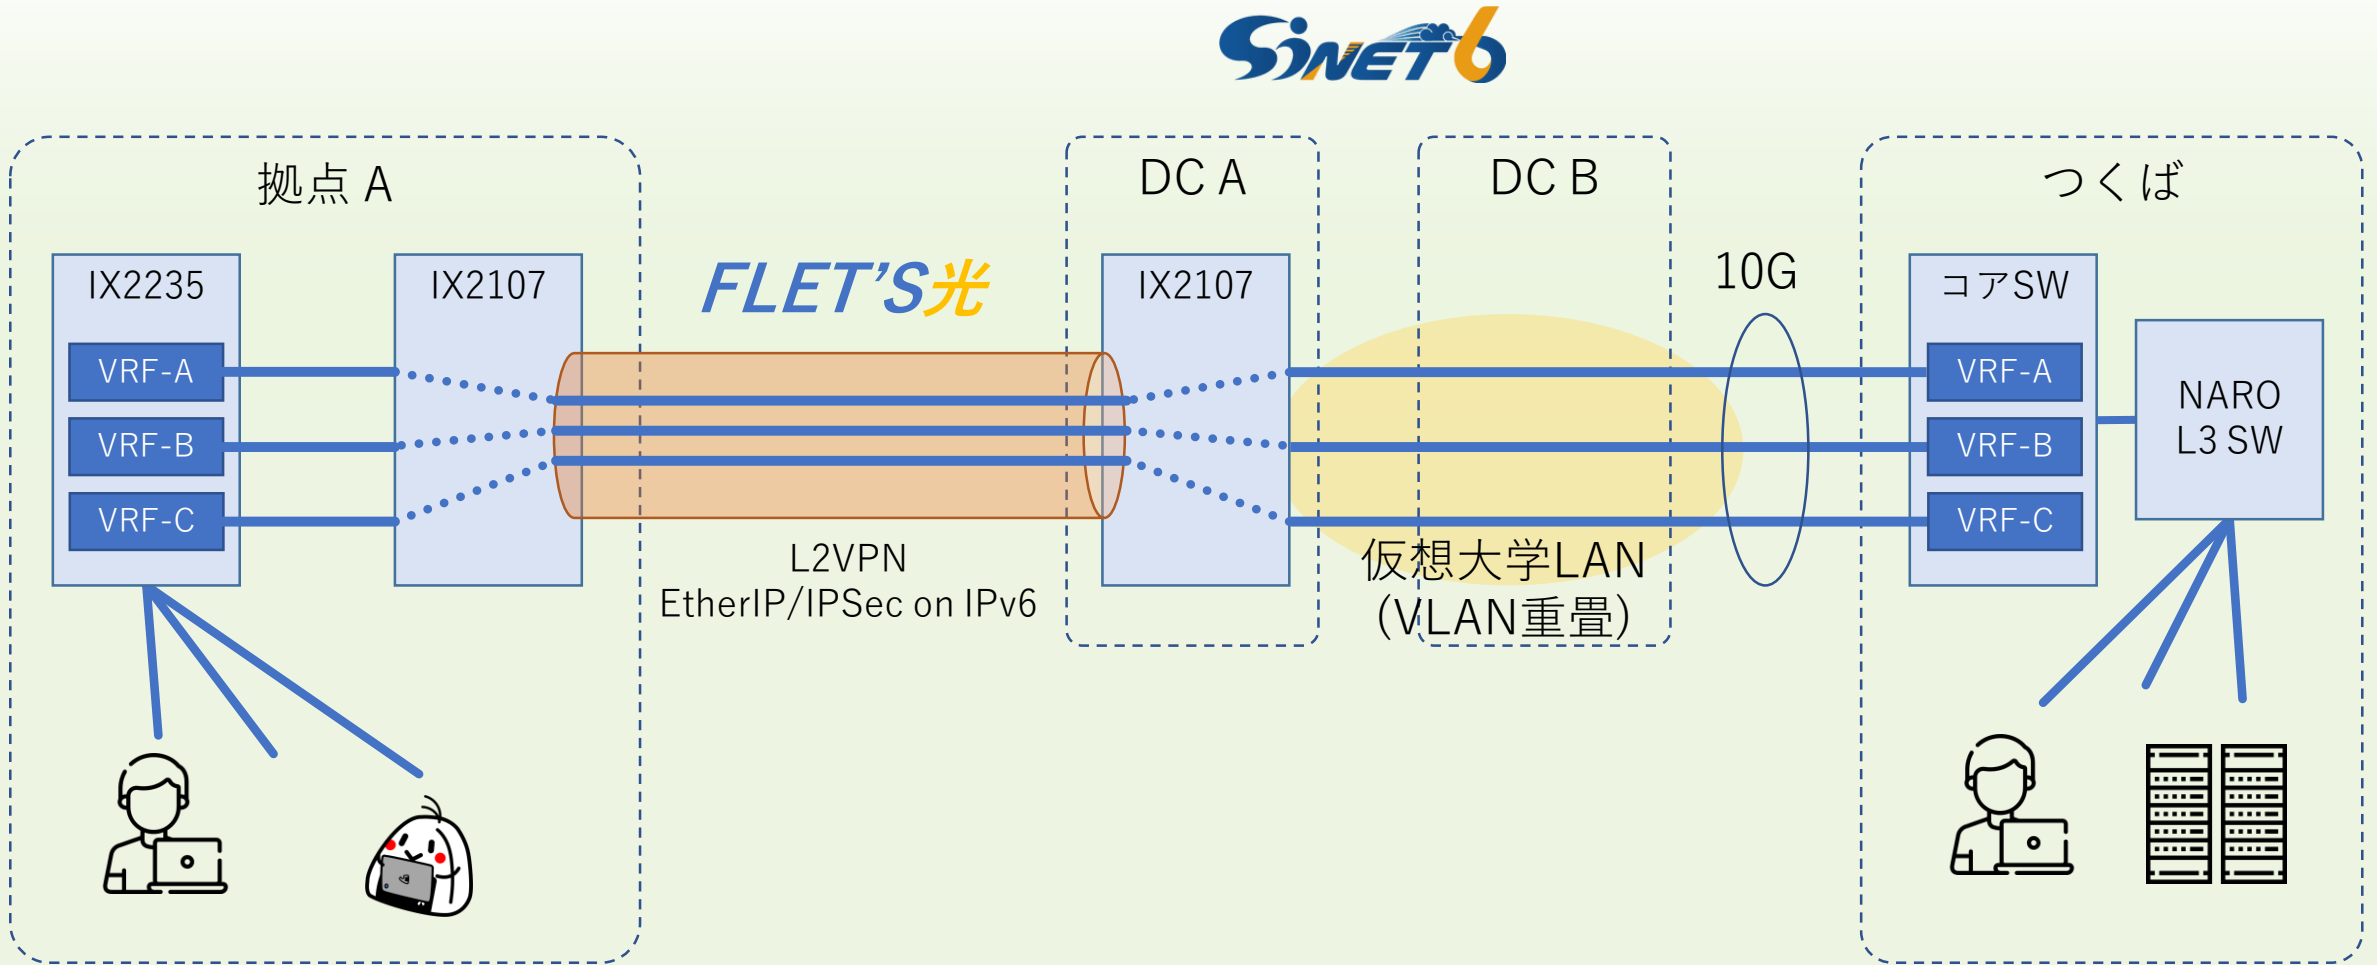 SINET6
拠点 A
DC A
DC B
つくば
IX2235
IX2107
FLET'S光
IX2107
10G
コアSW
VRF-A
VRF-B
VRF-C
VRF-A
VRF-B
VRF-C
NARO
L3 SW
L2VPN
EtherIP/IPSec on IPv6
仮想大学LAN
(VLAN重畳)